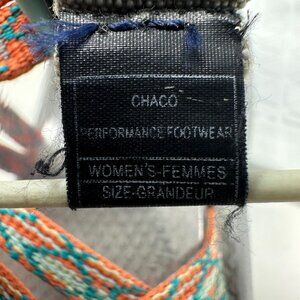 CHACO
PERFORMANCE FOOTWEAR
WOMEN'S-FEMMES
SIZE-GRANDEUR